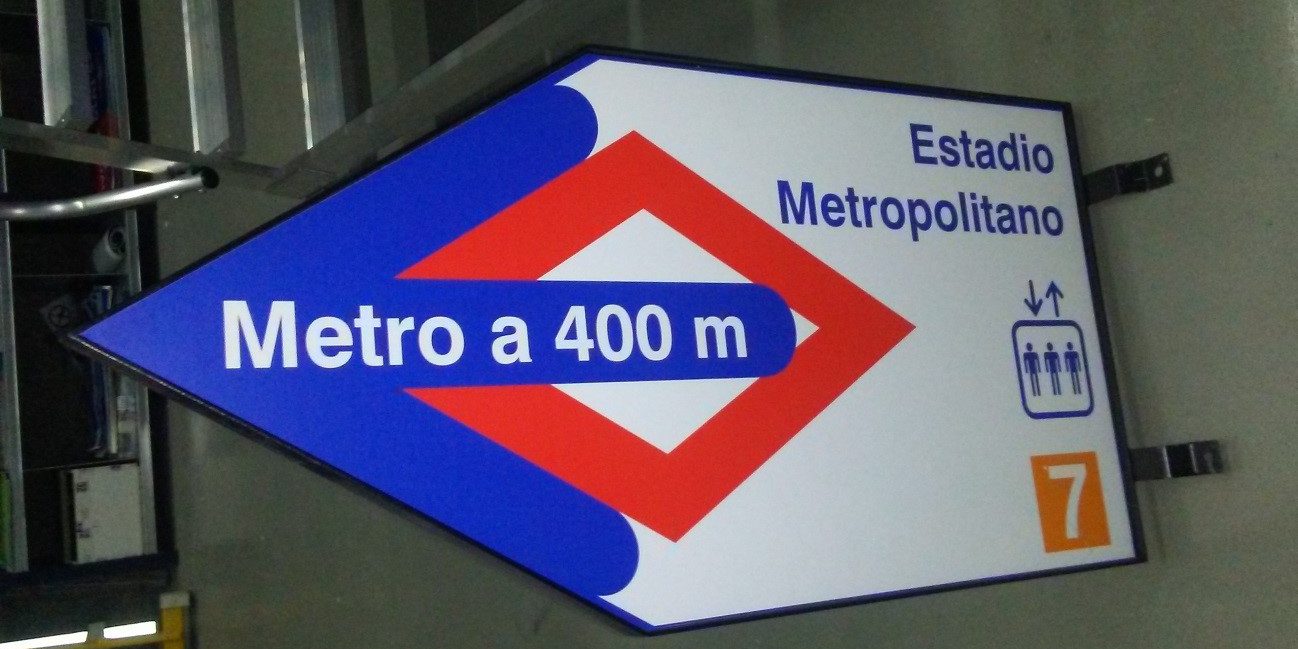 Estadio
Metropolitano
Metro a 400 m
7